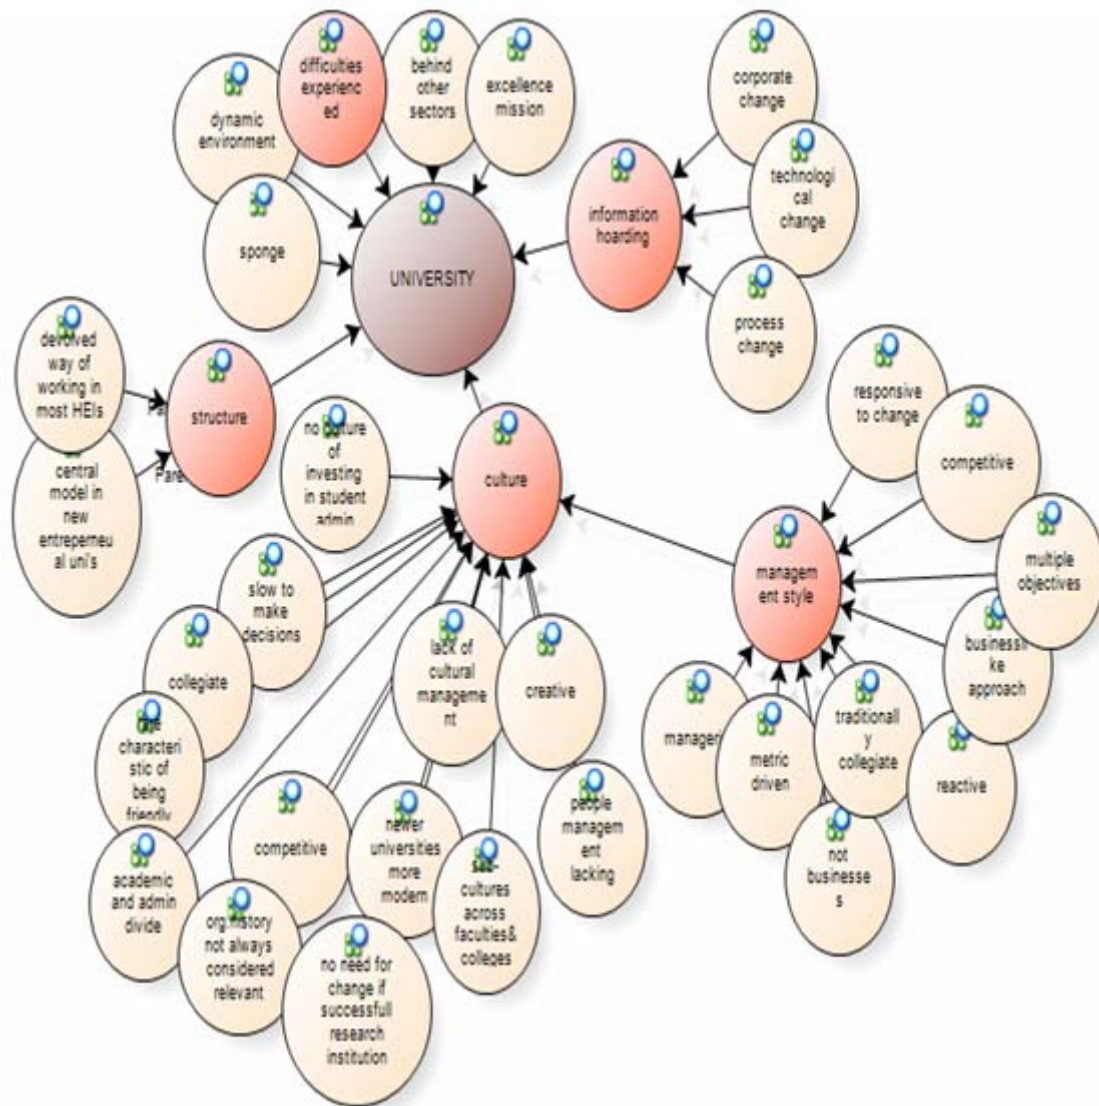 difficulties
experienc
ed
behind
other
sectors
excellence
mission
dynamic
environment
sponge
UNIVERSITY
corporate
change
technologi
cal
change
information
hoarding
process
change
devolved
way of
working in
most HEIs
structure
Pare
central
model in
new
entreperneu
al uni's
no culture
of
investing
in student
admin
culture
responsive
to change
competitive
multiple
objectives
managem
ent style
businessli
ke
approach
slow to
make
decisions
collegiate
lack of
cultural
manageme
nt
creative
manageri
metric
driven
traditionall
y
collegiate
reactive
not
businesse
s
characteri
stic of
being
friendly
academic
and admin
divide
competitive
newer
universities
more
modern
people
managem
ent
lacking
sub-
cultures
across
faculties&
colleges
org.history
not always
considered
relevant
no need for
change if
successfull
research
institution